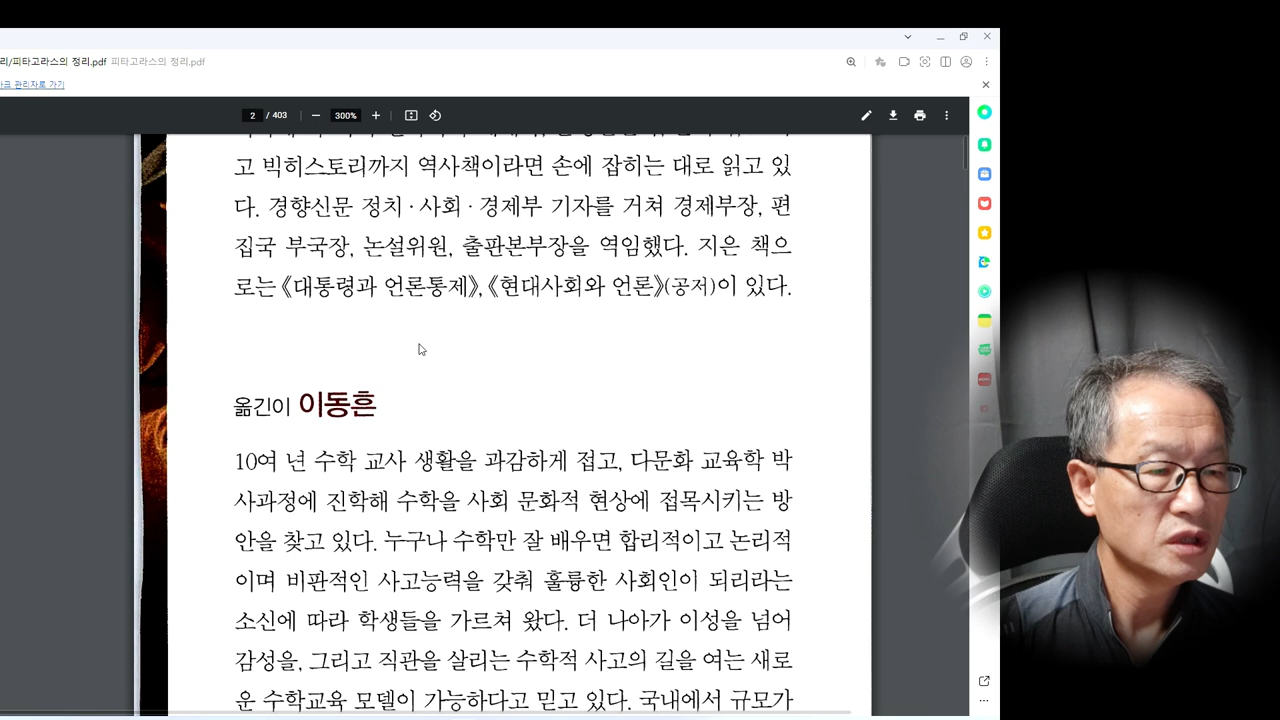 리/피타고라스의 정리.pdf 피타고라스의 정리.pdf
크 관리자로 가기
2 / 403 300%
고 빅히스토리까지 역사책이라면 손에 잡히는 대로 읽고 있
다. 경향신문 정치·사회·경제부 기자를 거쳐 경제부장, 편
집국 부국장, 논설위원, 출판본부장을 역임했다. 지은 책으
로는《대통령과 언론통제》,《현대사회와 언론》(공저)이 있다.
옮긴이 이동흔
10여 년 수학 교사 생활을 과감하게 접고, 다문화 교육학 박
사과정에 진학해 수학을 사회 문화적 현상에 접목시키는 방
안을 찾고 있다. 누구나 수학만 잘 배우면 합리적이고 논리적
이며 비판적인 사고능력을 갖춰 훌륭한 사회인이 되리라는
소신에 따라 학생들을 가르쳐 왔다. 더 나아가 이성을 넘어
감성을, 그리고 직관을 살리는 수학적 사고의 길을 여는 새로
운 수학교육 모델이 가능하다고 믿고 있다. 국내에서 규모가